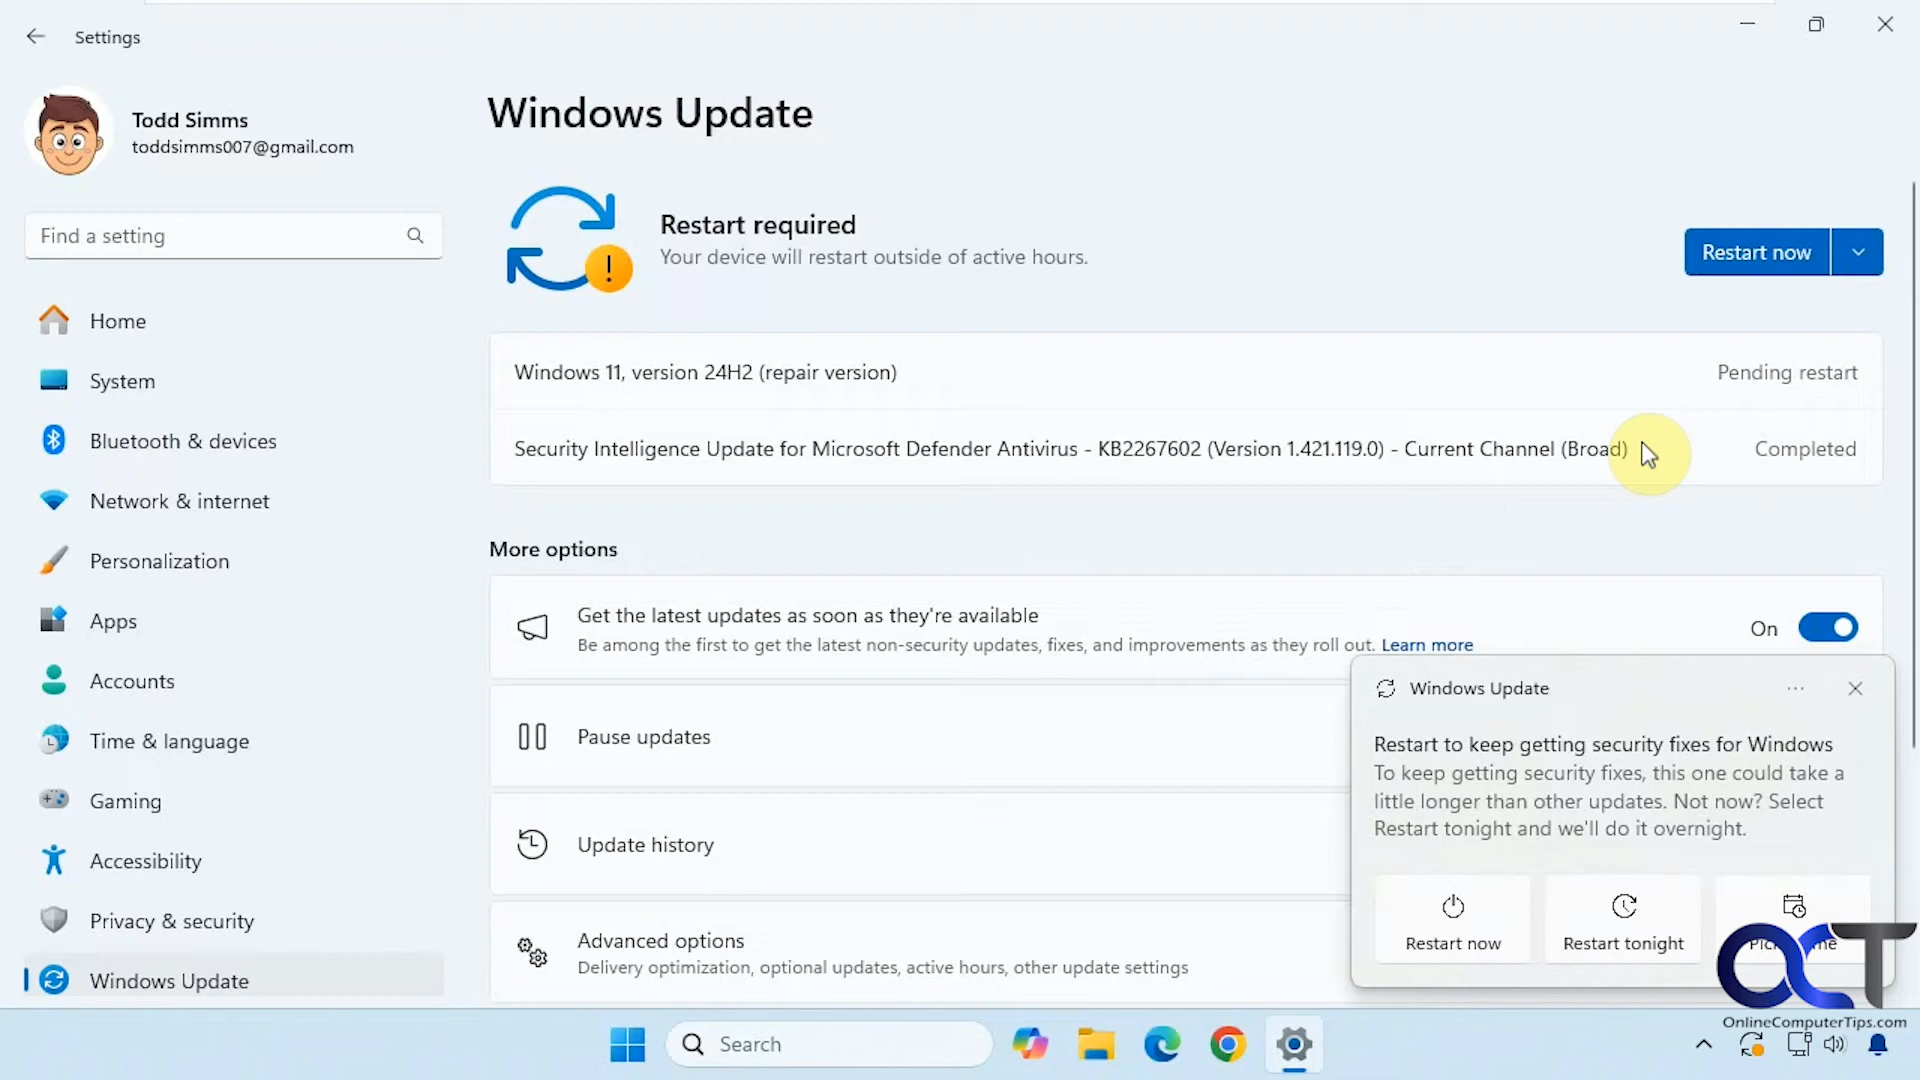 Settings
Todd Simms
toddsimms007@gmail.com
Find a setting
Home
System
Bluetooth & devices
Network & internet
Personalization
Apps
Accounts
Time & language
Gaming
Accessibility
Privacy & security
Windows Update
Windows Update
Restart required
Your device will restart outside of active hours.
Restart now
Windows 11, version 24H2 (repair version)
Pending restart
Security Intelligence Update for Microsoft Defender Antivirus - KB2267602 (Version 1.421.119.0) - Current Channel (Broad)
Completed
More options
Get the latest updates as soon as they're available
Be among the first to get the latest non-security updates, fixes, and improvements as they roll out. Learn more
On
Pause updates
Update history
Advanced options
Delivery optimization, optional updates, active hours, other update settings
Windows Update
Restart to keep getting security fixes for Windows
To keep getting security fixes, this one could take a
little longer than other updates. Not now? Select
Restart tonight and we'll do it overnight.
Restart now
Restart tonight
OCT
OnlineComputerTips.com
Search